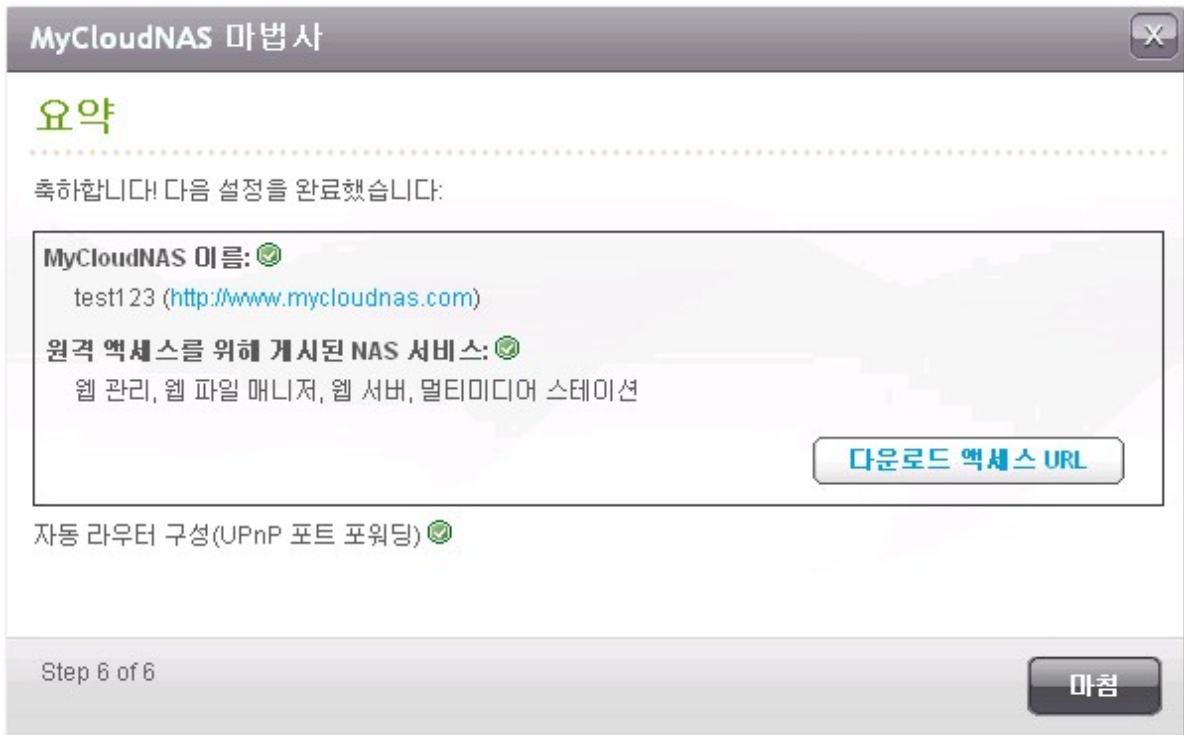 MyCloudNAS 마법사
X
요약
축하합니다! 다음 설정을 완료했습니다:
MyCloudNAS 이름:
test123 (http://www.mycloudnas.com)
원격 액세스를 위해 게시된 NAS 서비스:
웹 관리, 웹 파일 매니저, 웹 서버, 멀티미디어 스테이션
다운로드 액세스 URL
자동 라우터 구성(UPnP 포트 포워딩)
Step 6 of 6
마침